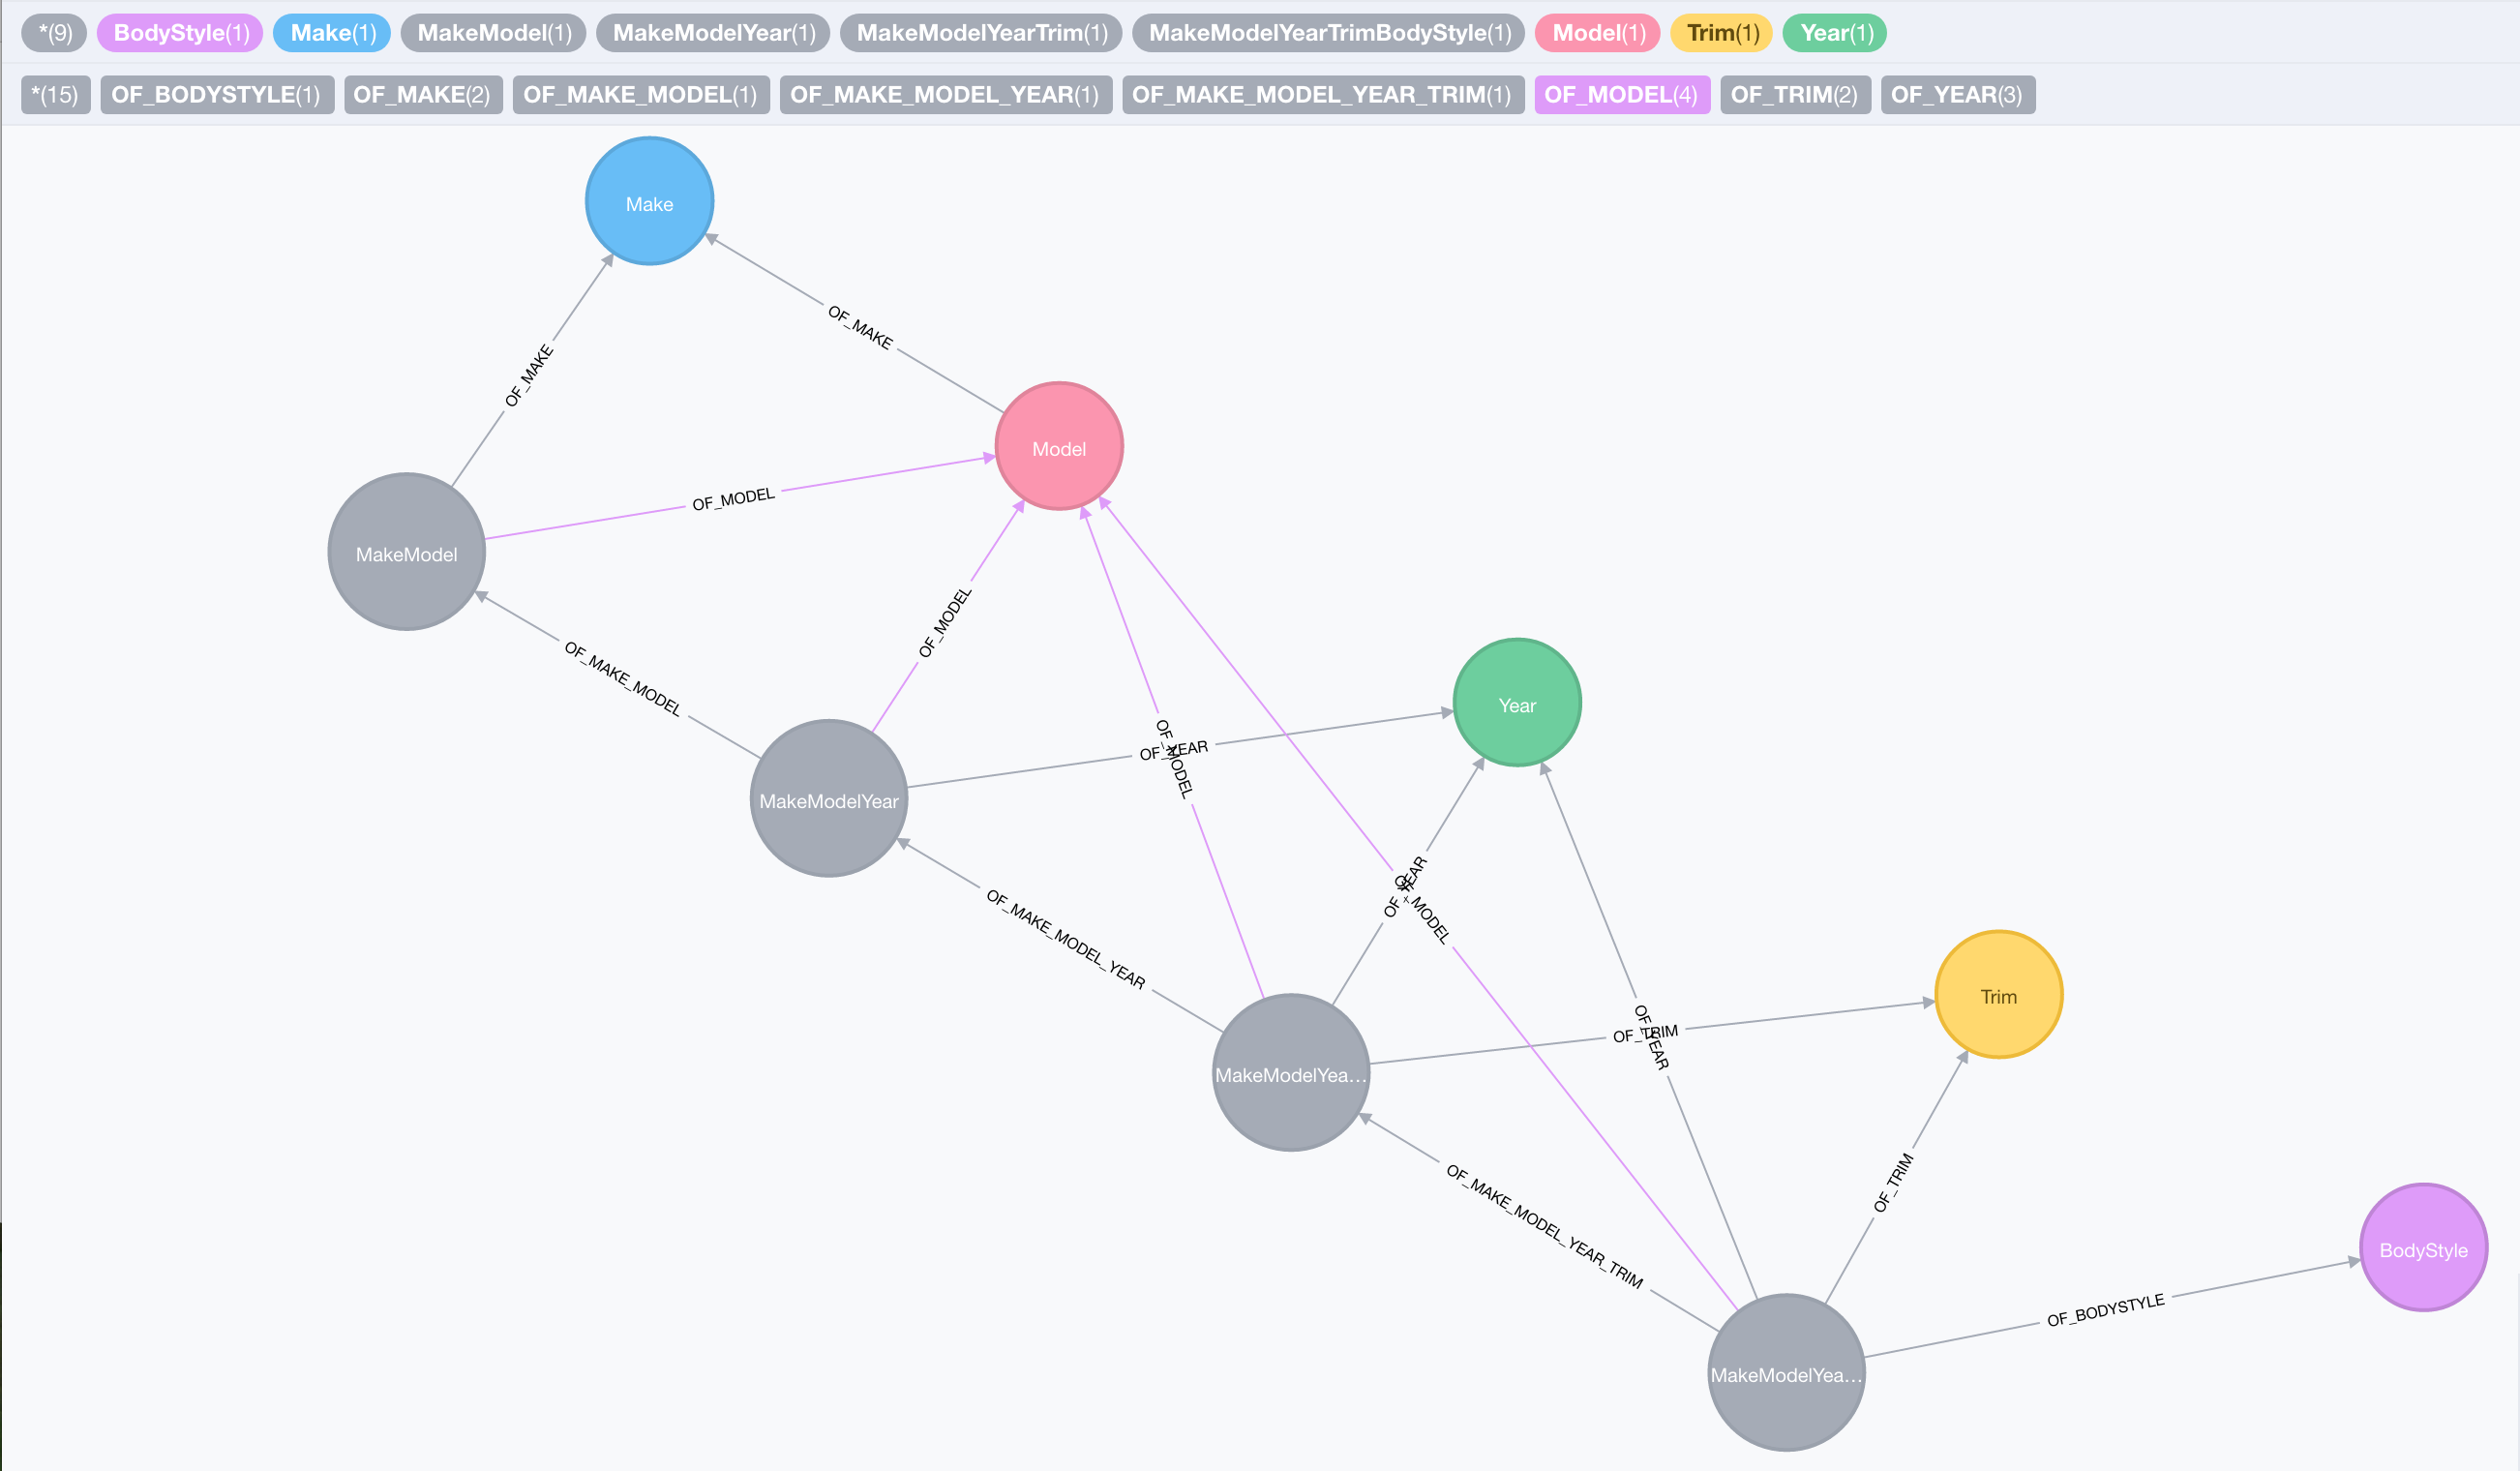 *(9) BodyStyle(1) Make(1) MakeModel(1) MakeModelYear(1) MakeModelYearTrim(1) MakeModelYearTrimBodyStyle(1) Model(1) Trim(1) Year(1)
*(15) OF_BODYSTYLE(1) OF_MAKE(2) OF_MAKE_MODEL(1) OF_MAKE_MODEL_YEAR(1) OF_MAKE_MODEL_YEAR_TRIM(1) OF_MODEL(4) OF_TRIM(2) OF_YEAR(3)
Make
OF_MAKE
OF_MAKE
Model
OF_MODEL
MakeModel
OF_MODEL
OF_MAKE_MODEL
Year
OF_YEAR
OF_MODEL
MakeModelYear
OF_YEAR
OF_MODEL
OF_MAKE_MODEL_YEAR
Trim
OF_TRIM
OF_YEAR
MakeModelYea...
OF_TRIM
OF_MAKE_MODEL_YEAR_TRIM
BodyStyle
OF_BODYSTYLE
MakeModelYea...